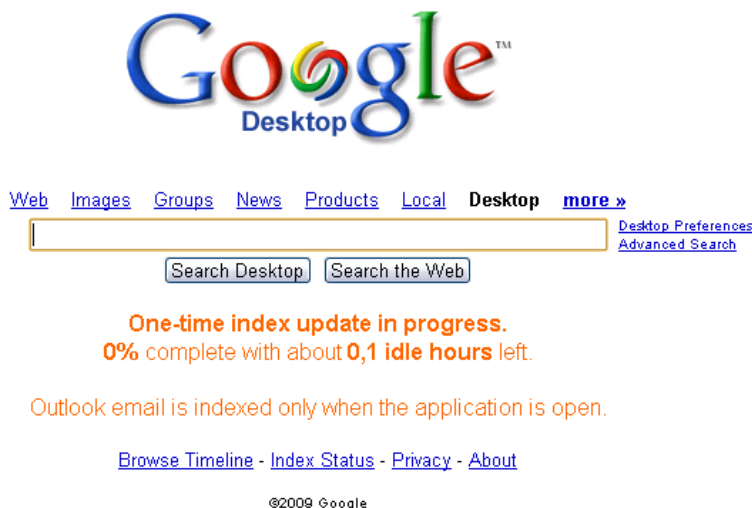 Google™
Desktop
Web Images Groups News Products Local Desktop more »
Desktop Preferences
Advanced Search
Search Desktop Search the Web
One-time index update in progress.
0% complete with about 0,1 idle hours left.
Outlook email is indexed only when the application is open.
Browse Timeline - Index Status - Privacy - About
©2009 Google